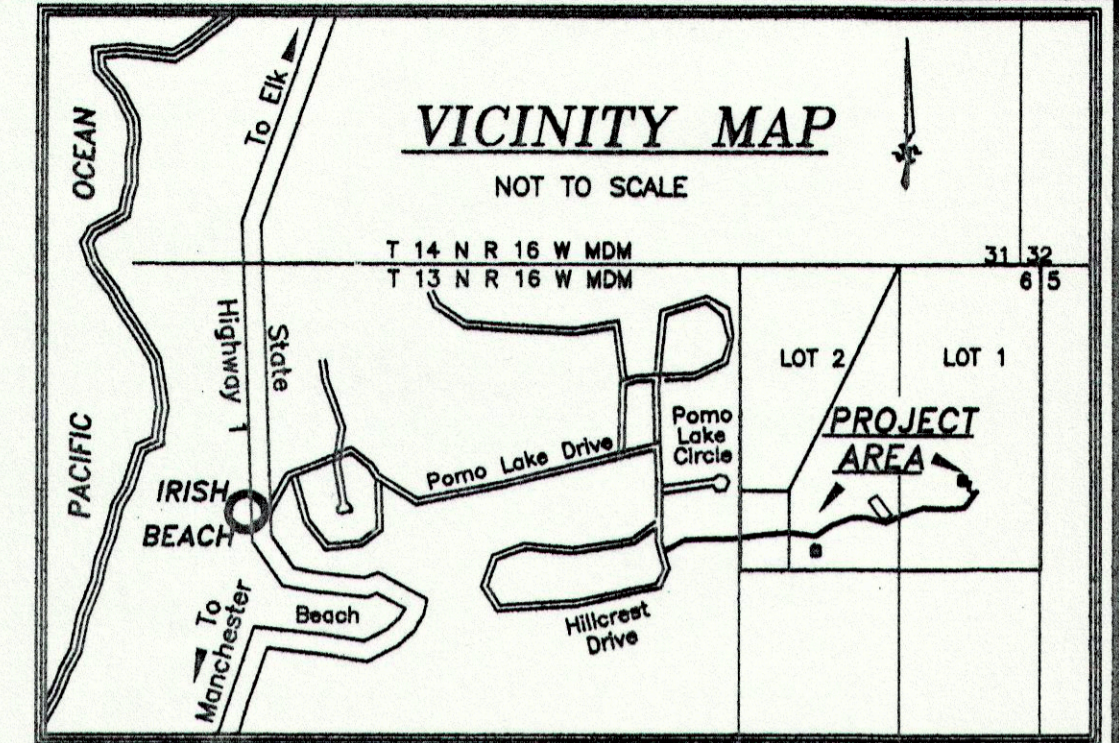 VICINITY MAP
NOT TO SCALE
To Elk
OCEAN
PACIFIC
T 14 N R 16 W MDM
T 13 N R 16 W MDM
31 32
6 5
State
Highway 1
LOT 2
LOT 1
PROJECT
AREA
Pomo
Lake
Circle
Pomo Lake Drive
IRISH
BEACH
Beach
To
Manchester
Hillcrest
Drive